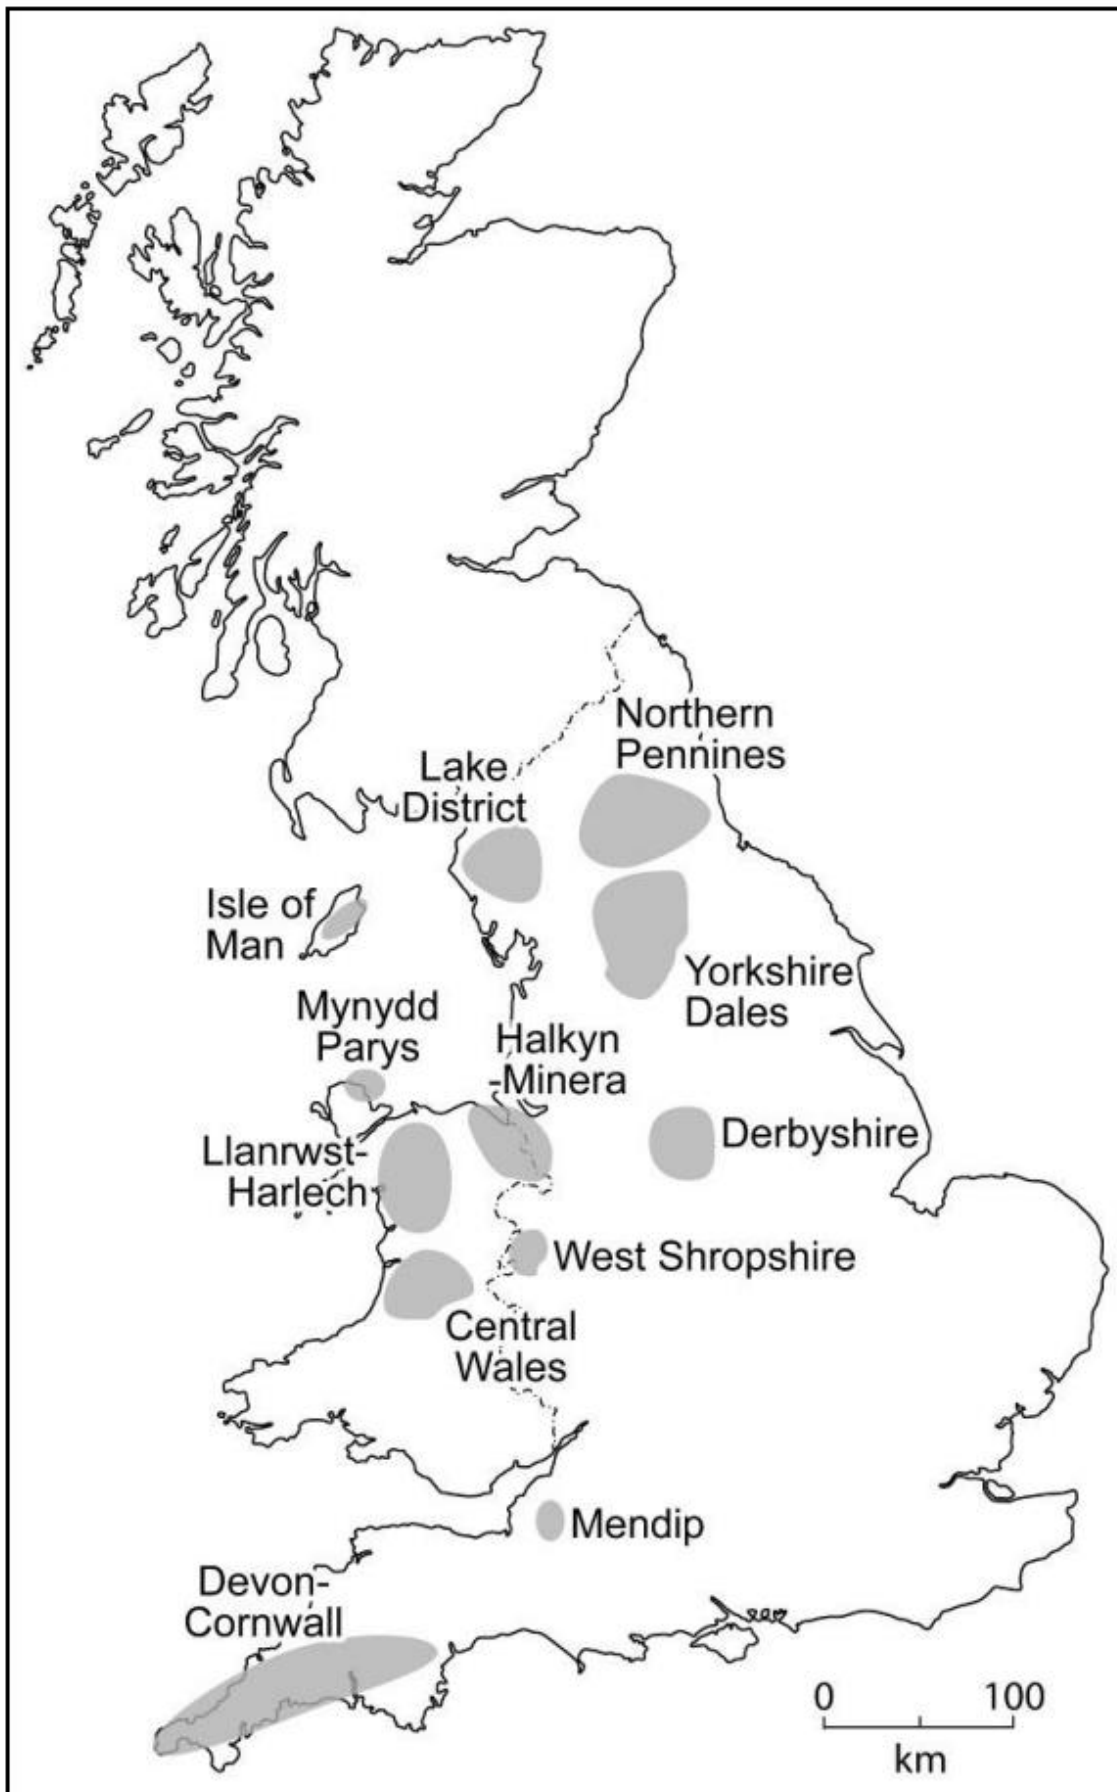 Northern
Pennines
Lake
District
Isle of
Man
Yorkshire
Dales
Mynydd
Parys
Halkyn
-Minera
Derbyshire
Llanrwst-
Harlech
West Shropshire
Central
Wales
Mendip
Devon-
Cornwall
0 100
km